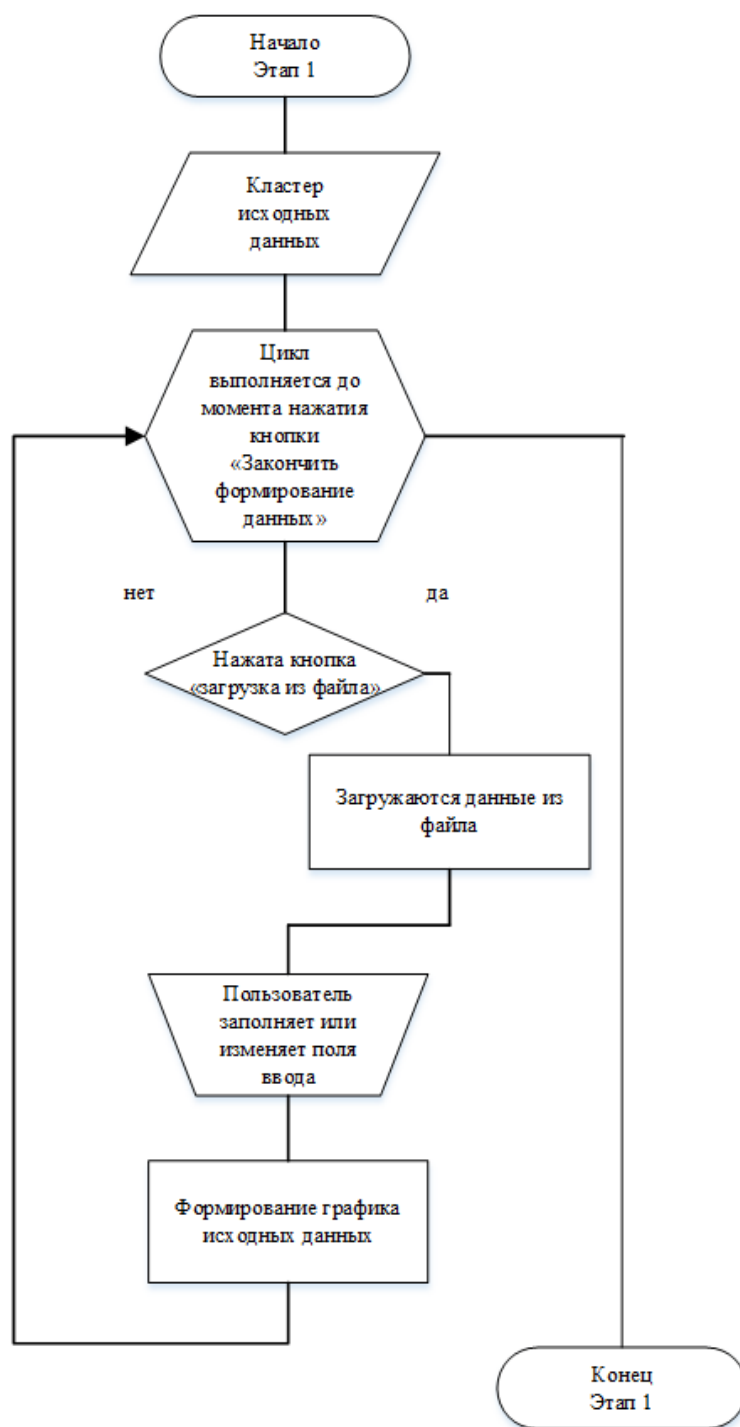 Начало
Этап 1
Кластер
исходных
данных
Цикл
выполняется до
момента нажатия
кнопки
«Закончить
формирование
данных»
нет
да
Нажата кнопка
«загрузка из файла»
Загружаются данные из
файла
Пользователь
заполняет или
изменяет поля
ввода
Формирование графика
исходных данных
Конец
Этап 1